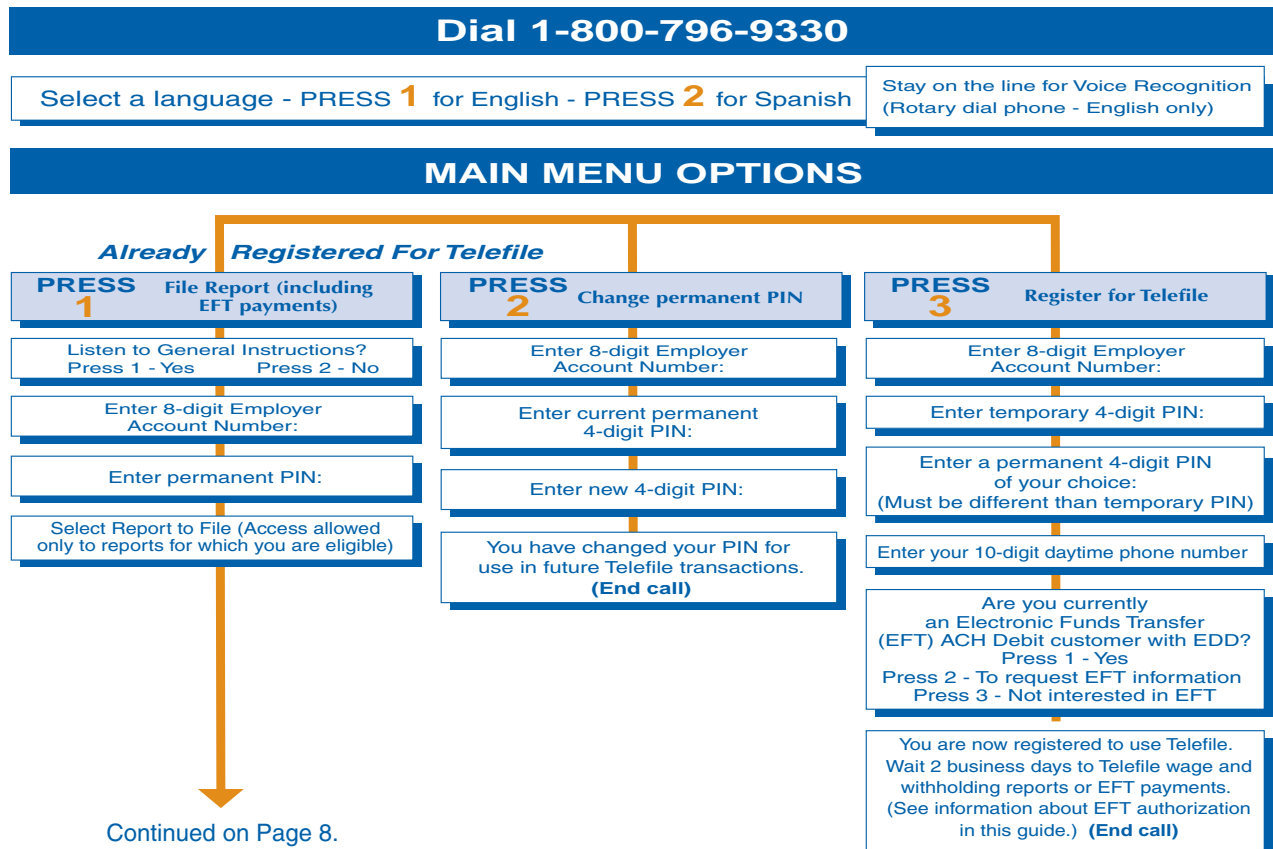 Dial 1-800-796-9330
Select a language - PRESS 1 for English - PRESS 2 for Spanish
Stay on the line for Voice Recognition
(Rotary dial phone - English only)
MAIN MENU OPTIONS
Already Registered For Telefile
PRESS 1
File Report (including
EFT payments)
Listen to General Instructions?
Press 1 - Yes Press 2 - No
Enter 8-digit Employer
Account Number:
Enter permanent PIN:
Select Report to File (Access allowed
only to reports for which you are eligible)
Continued on Page 8.
PRESS 2
Change permanent PIN
Enter 8-digit Employer
Account Number:
Enter current permanent
4-digit PIN:
Enter new 4-digit PIN:
You have changed your PIN for
use in future Telefile transactions.
(End call)
PRESS 3
Register for Telefile
Enter 8-digit Employer
Account Number:
Enter temporary 4-digit PIN:
Enter a permanent 4-digit PIN
of your choice:
(Must be different than temporary PIN)
Enter your 10-digit daytime phone number
Are you currently
an Electronic Funds Transfer
(EFT) ACH Debit customer with EDD?
Press 1 - Yes
Press 2 - To request EFT information
Press 3 - Not interested in EFT
You are now registered to use Telefile.
Wait 2 business days to Telefile wage and
withholding reports or EFT payments.
(See information about EFT authorization
in this guide.) (End call)